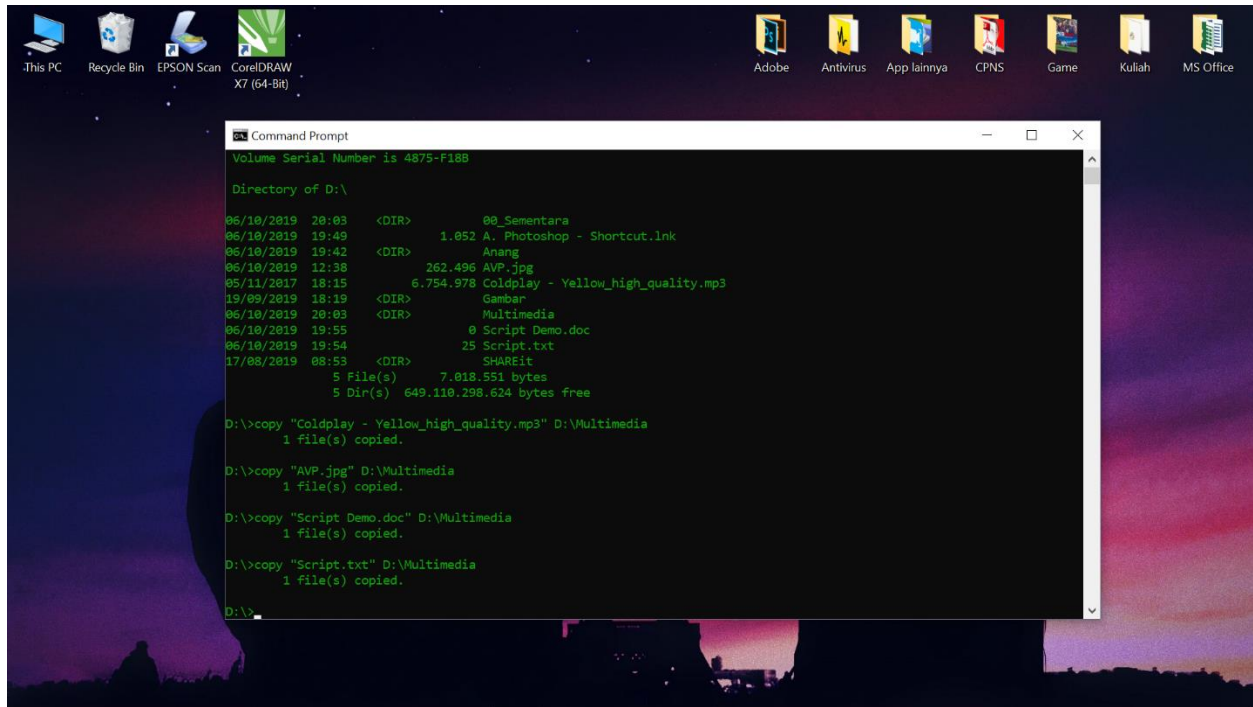 This PC
Recycle Bin
EPSON Scan
CorelDRAW
X7 (64-Bit)
Adobe
Antivirus
App lainnya
CPNS
Game
Kuliah
MS Office
Command Prompt
Volume Serial Number is 4875-F18B
Directory of D:\
06/10/2019  20:03    <DIR>          00_Sementara
06/10/2019  19:49             1.052 A. Photoshop - Shortcut.lnk
06/10/2019  19:42    <DIR>          Anang
06/10/2019  12:38           262.496 AVP.jpg
05/11/2017  18:15         6.754.978 Coldplay - Yellow_high_quality.mp3
19/09/2019  18:19    <DIR>          Gambar
06/10/2019  20:03    <DIR>          Multimedia
06/10/2019  19:55                 0 Script Demo.doc
06/10/2019  19:54                25 Script.txt
17/08/2019  08:53    <DIR>          SHAREit
5 File(s)      7.018.551 bytes
5 Dir(s)  649.110.298.624 bytes free
D:\>copy "Coldplay - Yellow_high_quality.mp3" D:\Multimedia
1 file(s) copied.
D:\>copy "AVP.jpg" D:\Multimedia
1 file(s) copied.
D:\>copy "Script Demo.doc" D:\Multimedia
1 file(s) copied.
D:\>copy "Script.txt" D:\Multimedia
1 file(s) copied.
D:\>_